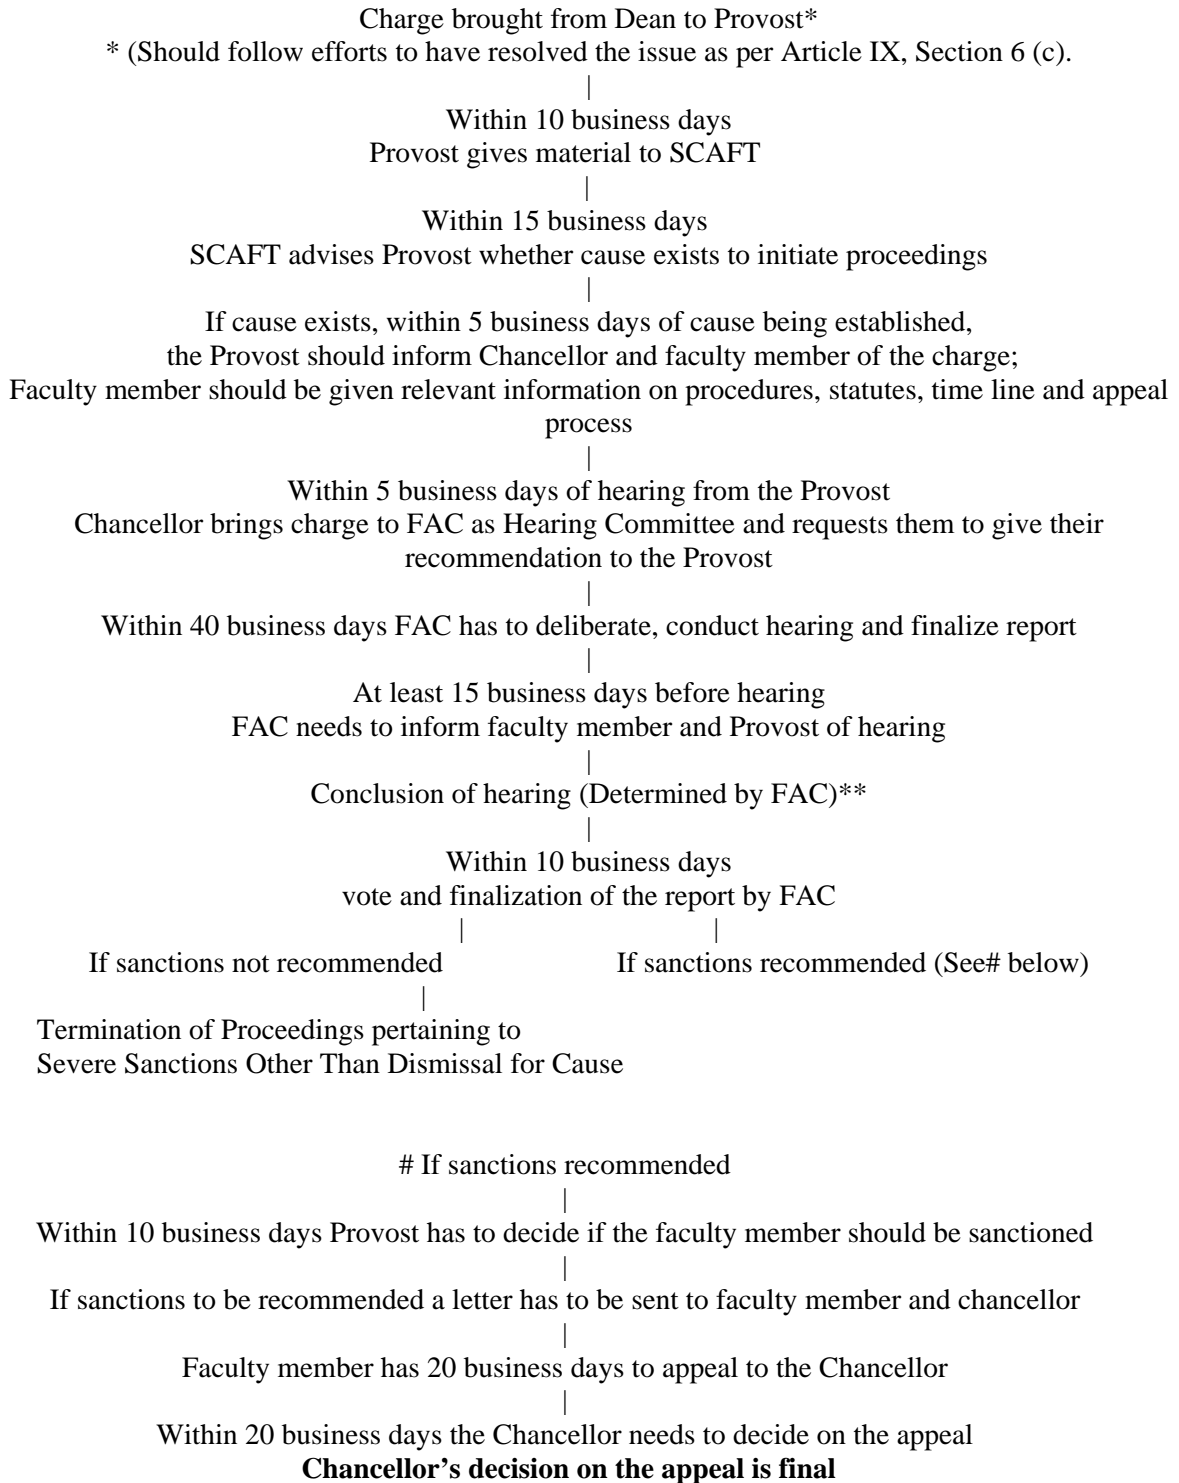 Charge brought from Dean to Provost*
* (Should follow efforts to have resolved the issue as per Article IX, Section 6 (c).
|
Within 10 business days
Provost gives material to SCAFT
|
Within 15 business days
SCAFT advises Provost whether cause exists to initiate proceedings
|
If cause exists, within 5 business days of cause being established,
the Provost should inform Chancellor and faculty member of the charge;
Faculty member should be given relevant information on procedures, statutes, time line and appeal
process
|
Within 5 business days of hearing from the Provost
Chancellor brings charge to FAC as Hearing Committee and requests them to give their
recommendation to the Provost
|
Within 40 business days FAC has to deliberate, conduct hearing and finalize report
|
At least 15 business days before hearing
FAC needs to inform faculty member and Provost of hearing
|
Conclusion of hearing (Determined by FAC)**
|
Within 10 business days
vote and finalization of the report by FAC
| |
If sanctions not recommended If sanctions recommended (See# below)
|
Termination of Proceedings pertaining to
Severe Sanctions Other Than Dismissal for Cause
# If sanctions recommended
|
Within 10 business days Provost has to decide if the faculty member should be sanctioned
|
If sanctions to be recommended a letter has to be sent to faculty member and chancellor
|
Faculty member has 20 business days to appeal to the Chancellor
|
Within 20 business days the Chancellor needs to decide on the appeal
Chancellor's decision on the appeal is final